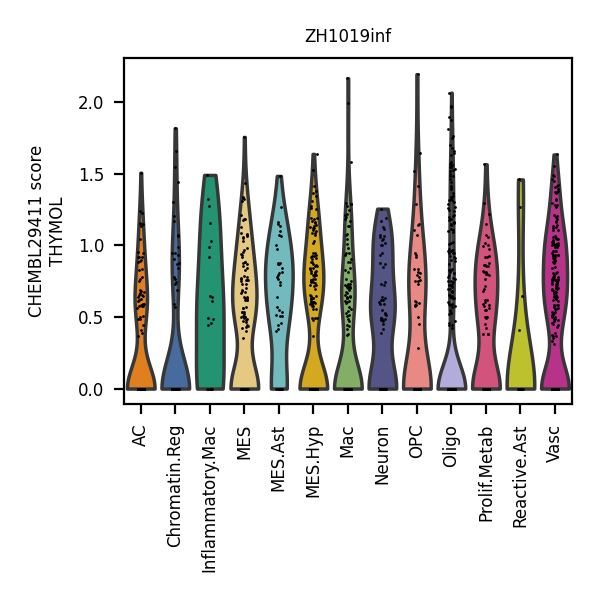 ZH1019inf
CHEMBL29411 score
THYMOL
2.0
1.5
1.0
0.5
0.0
AC
Chromatin.Reg
Inflammatory.Mac
MES
MES.Ast
MES.Hyp
Mac
Neuron
OPC
Oligo
Prolif.Metab
Reactive.Ast
Vasc